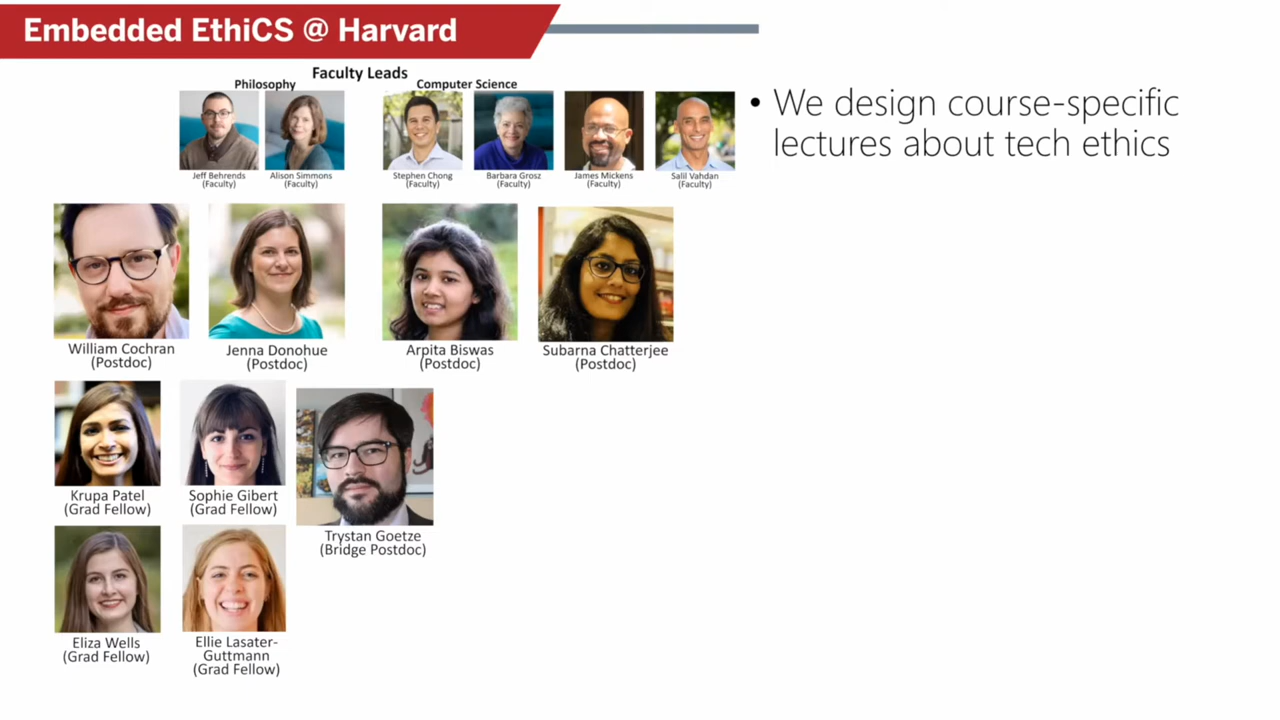 Embedded EthiCS @ Harvard
Faculty Leads
Philosophy
Computer Science
Jeff Behrends
(Faculty)
Alison Simmons
(Faculty)
Stephen Chong
(Faculty)
Barbara Grosz
(Faculty)
James Mickens
(Faculty)
Salil Vahdan
(Faculty)
• We design course-specific
lectures about tech ethics
William Cochran
(Postdoc)
Jenna Donohue
(Postdoc)
Arpita Biswas
(Postdoc)
Subarna Chatterjee
(Postdoc)
Krupa Patel
(Grad Fellow)
Sophie Gibert
(Grad Fellow)
Trystan Goetze
(Bridge Postdoc)
Eliza Wells
(Grad Fellow)
Ellie Lasater-
Guttmann
(Grad Fellow)